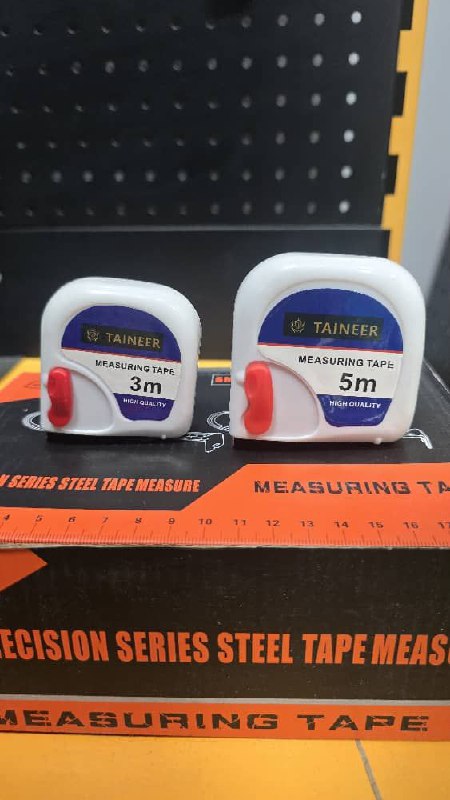 TAINEER
MEASURING TAPE
3m
HIGH QUALITY
TAINEER
MEASURING TAPE
5m
HIGH QUALITY
SERIES STEEL TAPE MEASURE
MEASURING TA
4 5 6 7 8 9 10 11 12 13 14 15 16 17
RECISION SERIES STEEL TAPE MEAS
MEASURING TAPE